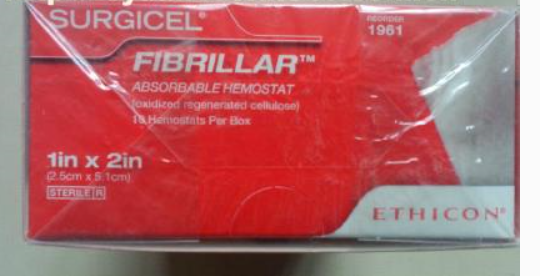 SURGICEL®
REORDER
1961
FIBRILLAR™
ABSORBABLE HEMOSTAT
(oxidized regenerated cellulose)
10 Hemostats Per Box
1in x 2in
(2.5cm x 5.1cm)
STERILE R
ETHICON®